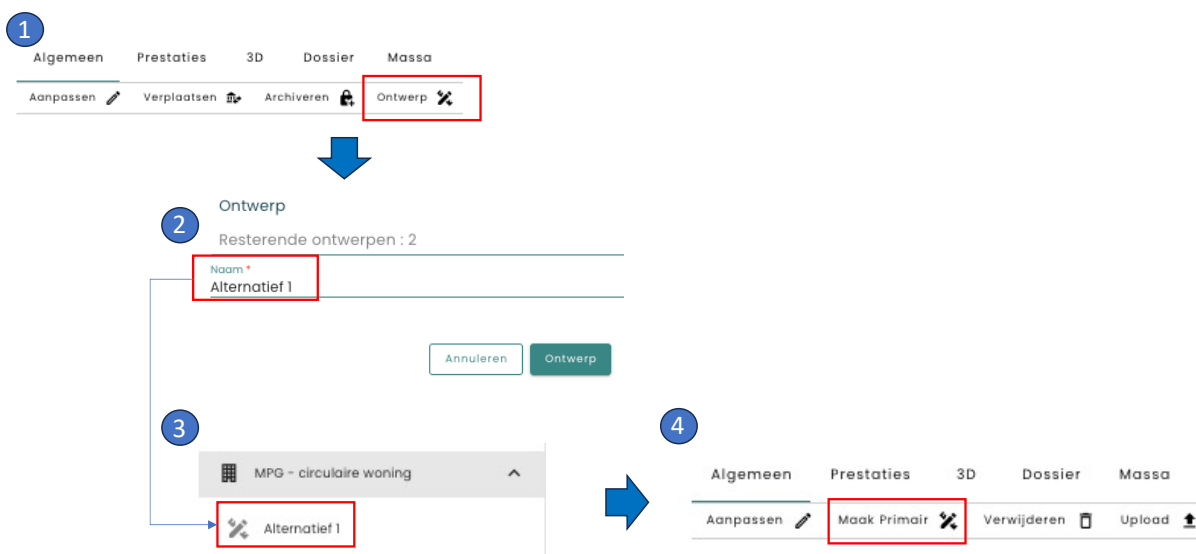 1
Algemeen Prestaties 3D Dossier Massa
Aanpassen Verplaatsen Archiveren Ontwerp
2
Ontwerp
Resterende ontwerpen : 2
Naam *
Alternatief 1
Annuleren Ontwerp
3
MPG - circulaire woning
Alternatief 1
4
Algemeen Prestaties 3D Dossier Massa
Aanpassen Maak Primair Verwijderen Upload